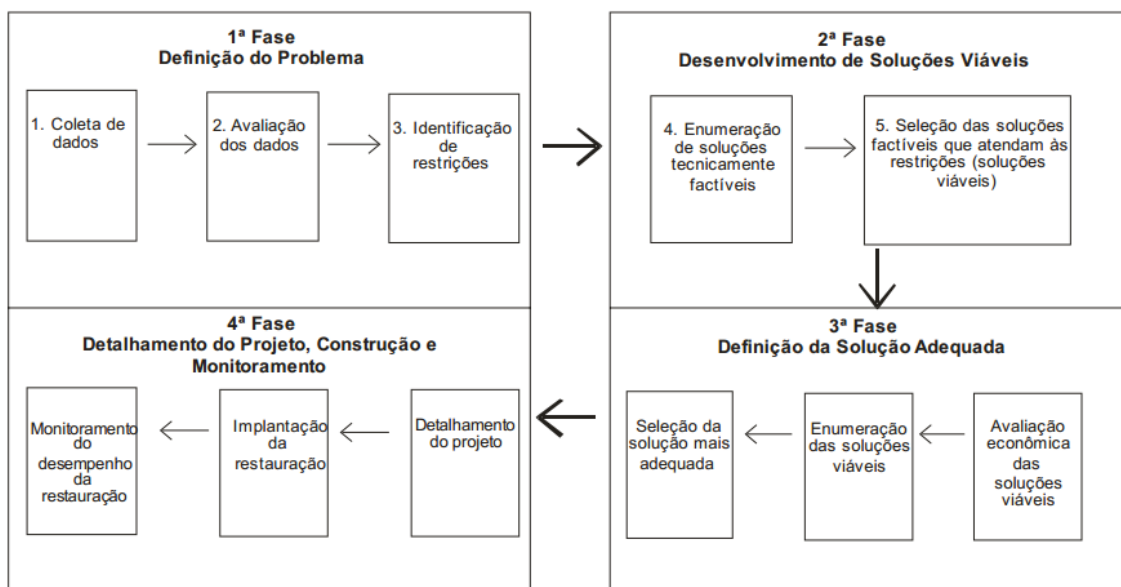 1ª Fase
Definição do Problema
1. Coleta de
dados
2. Avaliação
dos dados
3. Identificação
de
restrições
2ª Fase
Desenvolvimento de Soluções Viáveis
4. Enumeração
de soluções
tecnicamente
factíveis
5. Seleção das soluções
factíveis que atendam às
restrições (soluções
viáveis)
3ª Fase
Definição da Solução Adequada
Avaliação
econômica
das
soluções
viáveis
Enumeração
das soluções
viáveis
Seleção da
solução mais
adequada
4ª Fase
Detalhamento do Projeto, Construção e
Monitoramento
Detalhamento
do projeto
Implantação
da
restauração
Monitoramento
do
desempenho
da
restauração